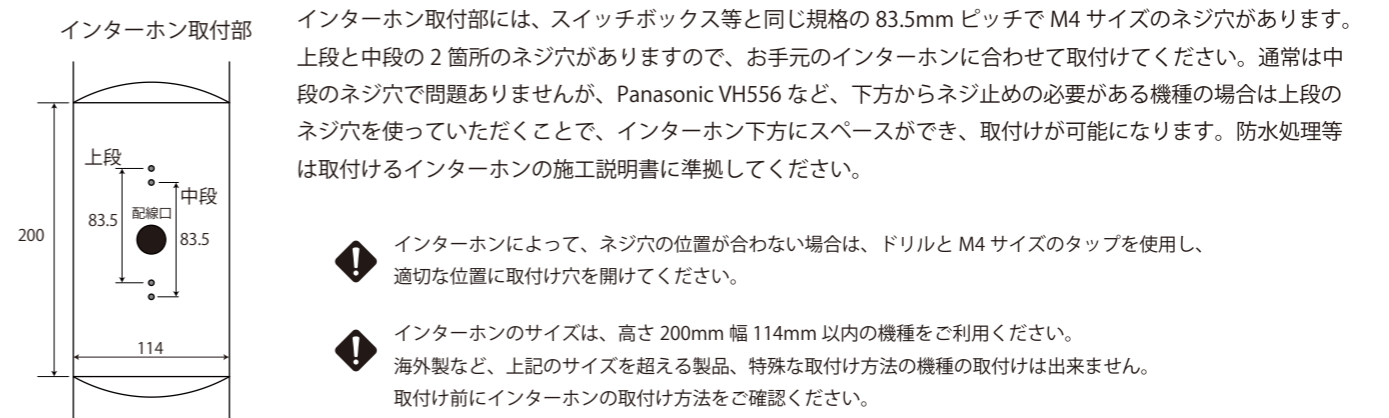 インターホン取付部
上段
中段
83.5
配線口
83.5
200
114
インターホン取付部には、スイッチボックス等と同じ規格の 83.5mm ピッチで M4 サイズのネジ穴があります。
上段と中段の 2 箇所のネジ穴がありますので、お手元のインターホンに合わせて取付けてください。通常は中
段のネジ穴で問題ありませんが、Panasonic VH556 など、下方からネジ止めの必要がある機種の場合は上段の
ネジ穴を使っていただくことで、インターホン下方にスペースができ、取付けが可能になります。防水処理等
は取付けるインターホンの施工説明書に準拠してください。
インターホンによって、ネジ穴の位置が合わない場合は、ドリルと M4 サイズのタップを使用し、
適切な位置に取付け穴を開けてください。
インターホンのサイズは、高さ 200mm 幅 114mm 以内の機種をご利用ください。
海外製など、上記のサイズを超える製品、特殊な取付け方法の機種の取付けは出来ません。
取付け前にインターホンの取付け方法をご確認ください。